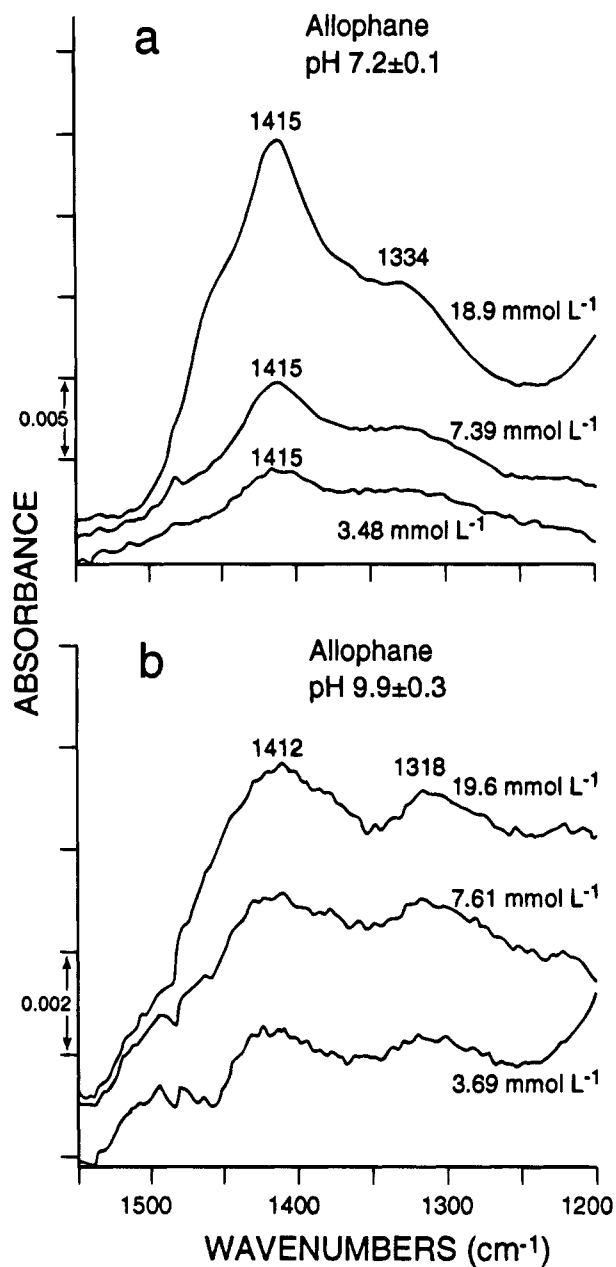 a
Allophane
pH 7.2±0.1
1415
1334
18.9 mmol L-1
1415
7.39 mmol L-1
0.005
1415
3.48 mmol L-1
ABSORBANCE
b
Allophane
pH 9.9±0.3
1412
1318
19.6 mmol L-1
7.61 mmol L-1
0.002
3.69 mmol L-1
1500 1400 1300 1200
WAVENUMBERS (cm-1)